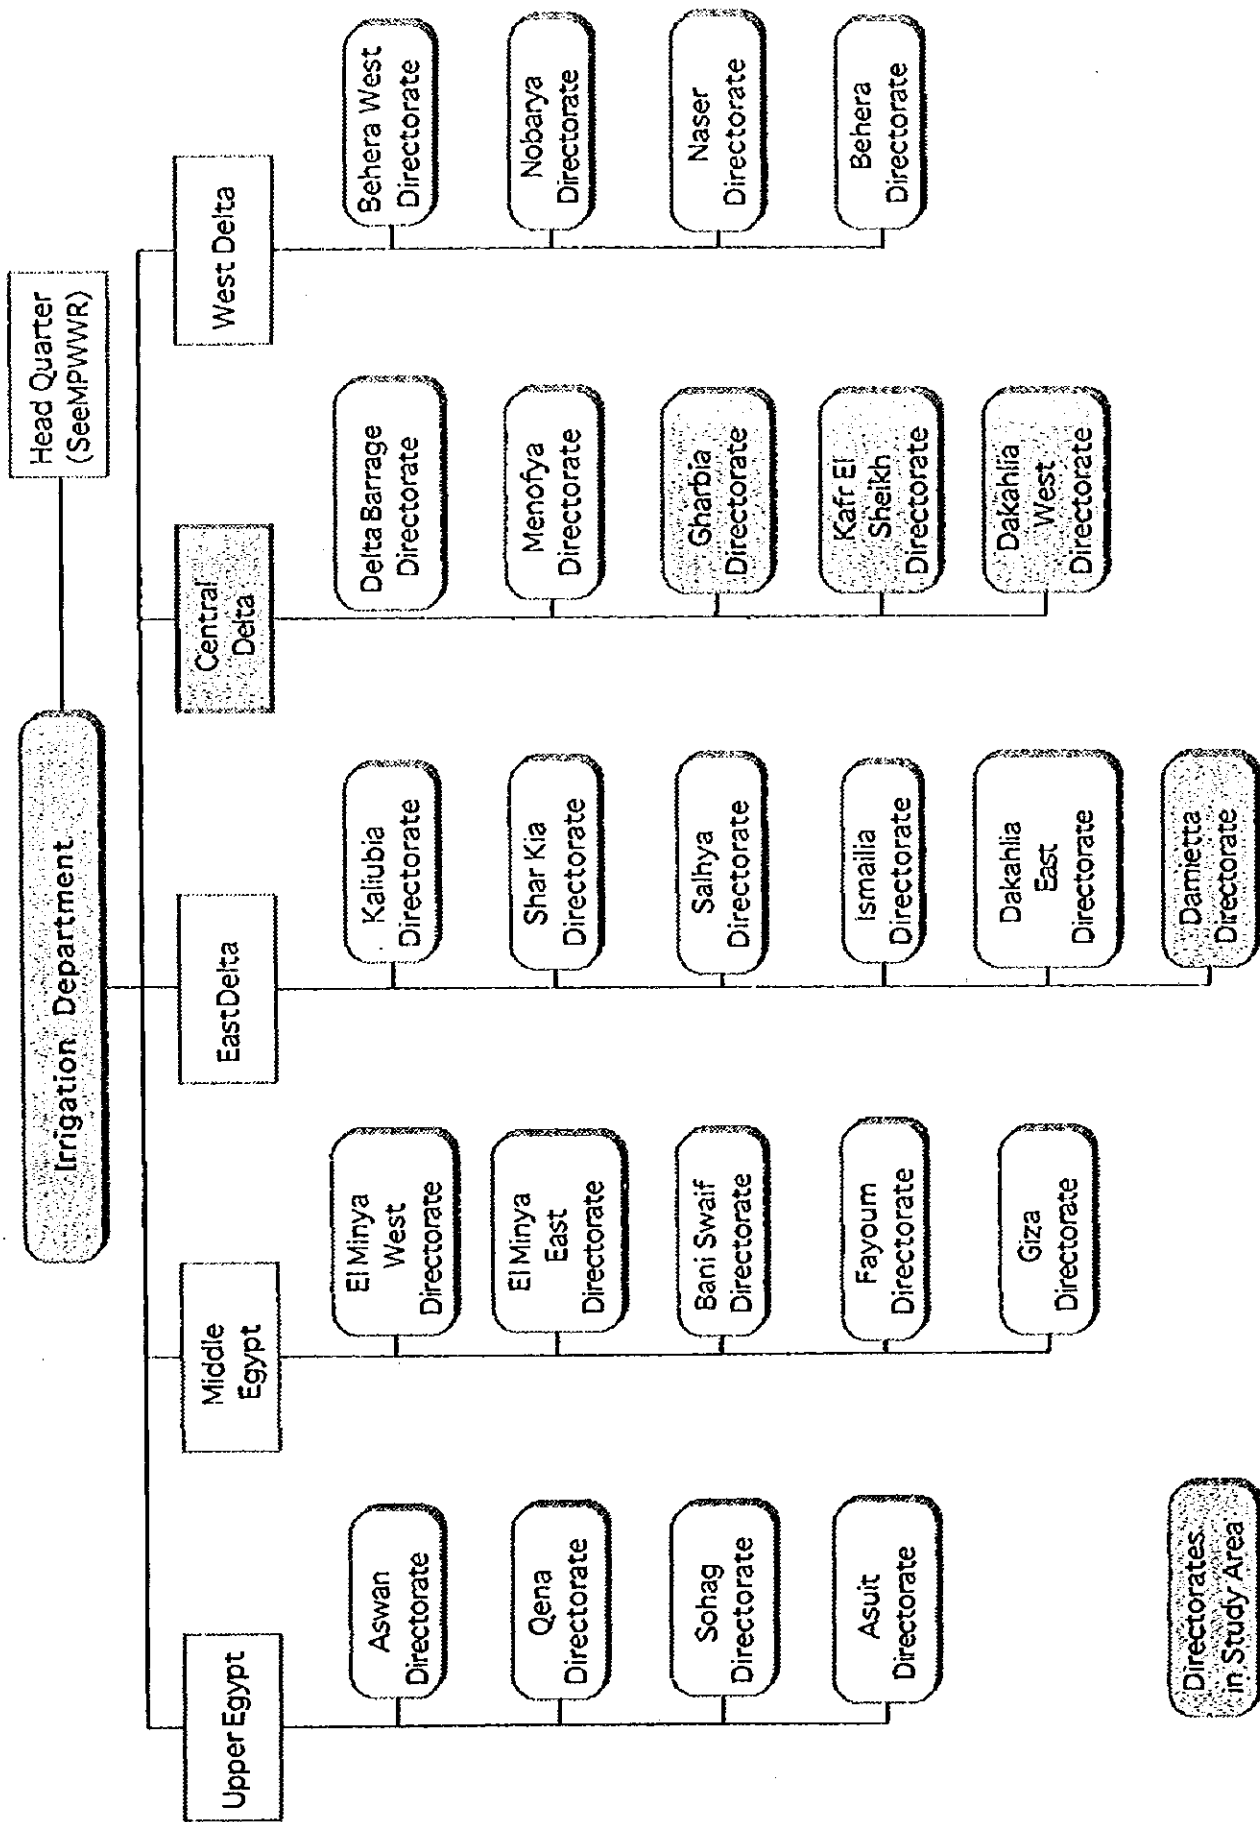 Irrigation Department
Head Quarter
(SeeMPWWR)
Upper Egypt
Aswan
Directorate
Qena
Directorate
Sohag
Directorate
Asuit
Directorate
Middle
Egypt
El Minya
West
Directorate
El Minya
East
Directorate
Bani Swaif
Directorate
Fayoum
Directorate
Giza
Directorate
EastDelta
Kaliubia
Directorate
Shar Kia
Directorate
Salhya
Directorate
Ismailia
Directorate
Dakahlia
East
Directorate
Damietta
Directorate
Central
Delta
Delta Barrage
Directorate
Menofya
Directorate
Gharbia
Directorate
Kafr El
Sheikh
Directorate
Dakahlia
West
Directorate
West Delta
Behera West
Directorate
Nobarya
Directorate
Naser
Directorate
Behera
Directorate
Directorates
in Study Area